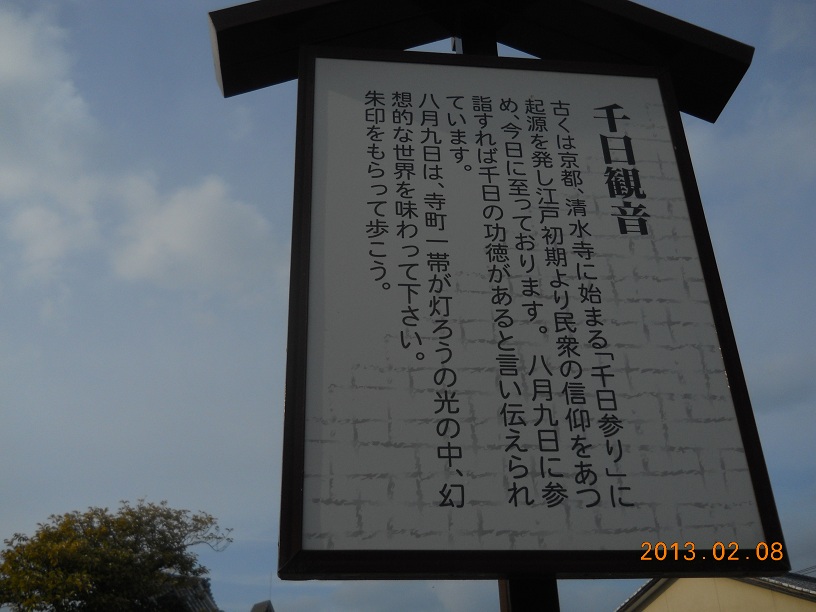 千日観音
古くは京都、清水寺に始まる「千日参り」に
起源を発し江戸初期より民衆の信仰をあつ
め、今日に至っております。八月九日に参
詣すれば千日の功徳があると言い伝えられ
ています。
八月九日は、寺町一帯が灯ろうの光の中、幻
想的な世界を味わって下さい。
朱印をもらって歩こう。
2013.02.08